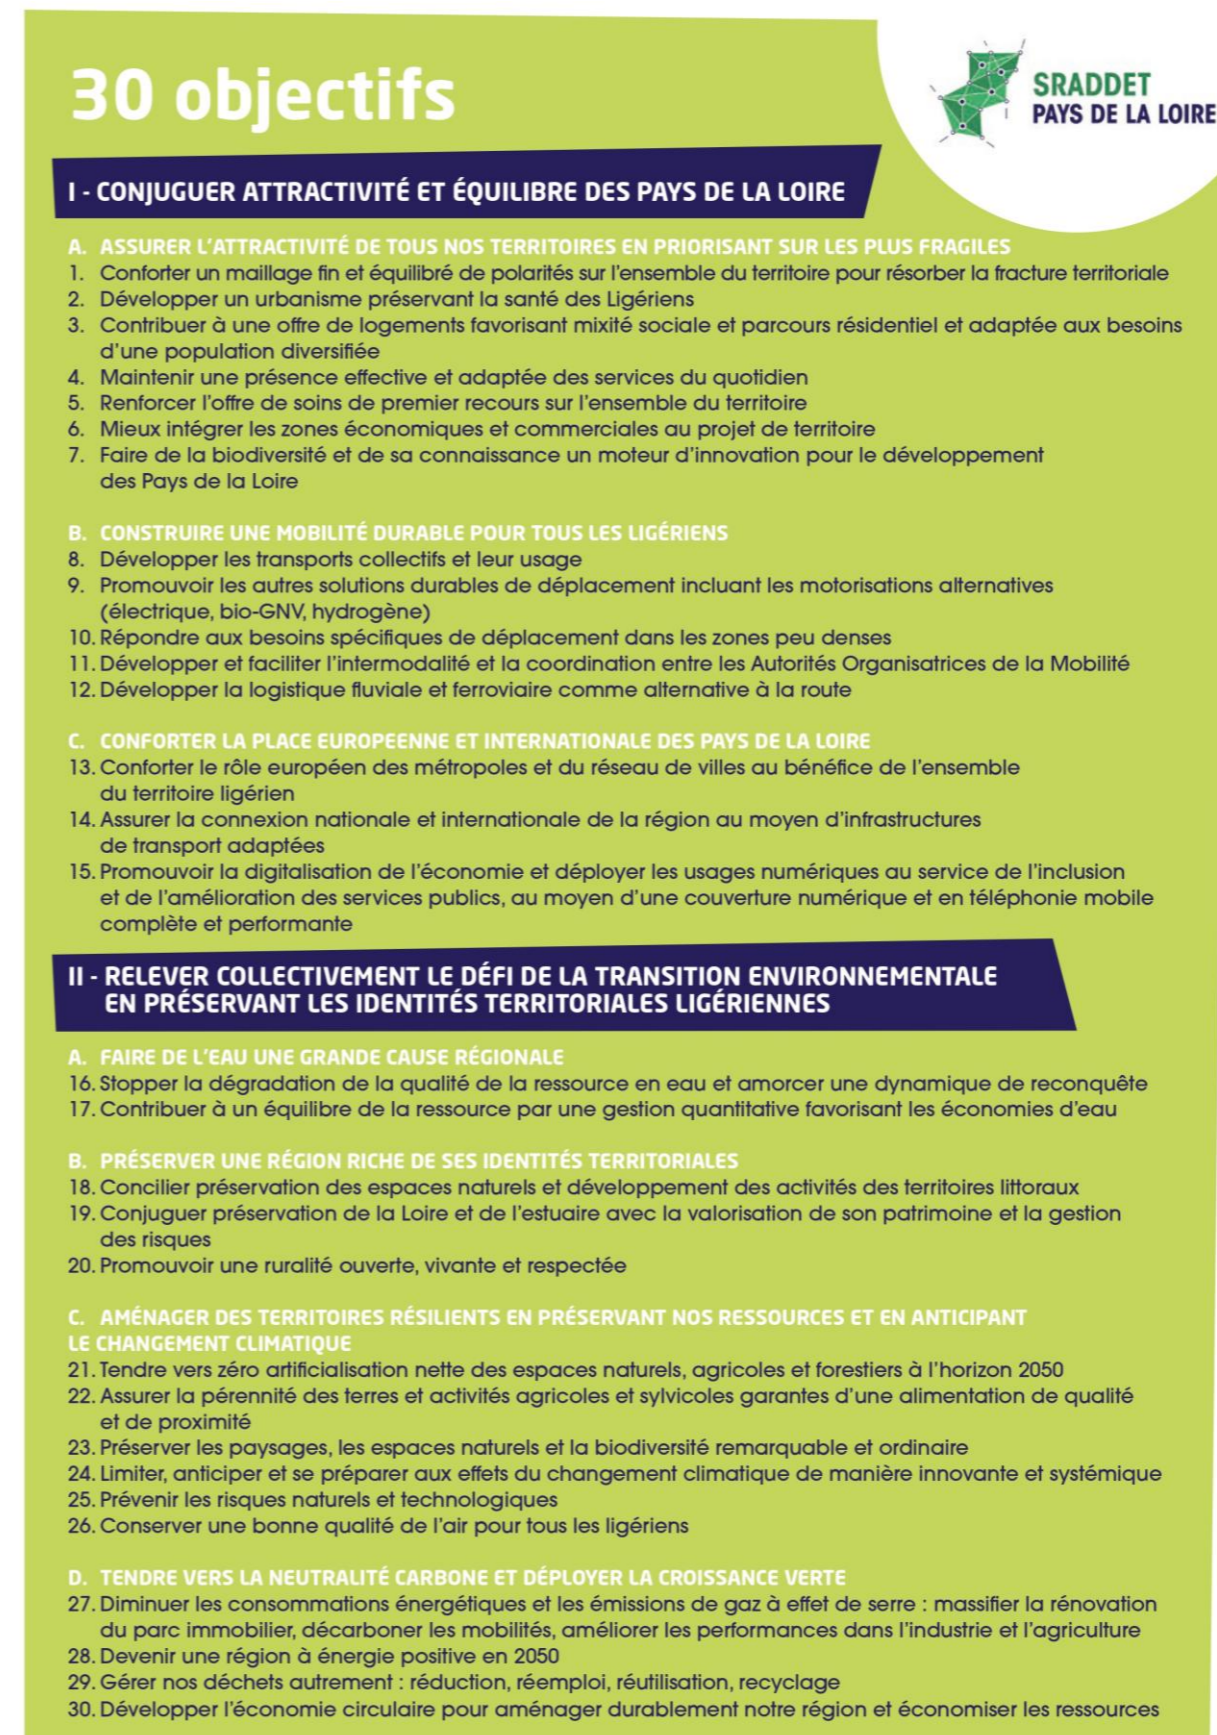 30 objectifs
SRADDET
PAYS DE LA LOIRE
I - CONJUGUER ATTRACTIVITÉ ET ÉQUILIBRE DES PAYS DE LA LOIRE
A. ASSURER L'ATTRACTIVITÉ DE TOUS NOS TERRITOIRES EN PRIORISANT SUR LES PLUS FRAGILES
1. Conforter un maillage fin et équilibré de polarités sur l'ensemble du territoire pour résorber la fracture territoriale
2. Développer un urbanisme préservant la santé des Ligériens
3. Contribuer à une offre de logements favorisant mixité sociale et parcours résidentiel et adaptée aux besoins
d'une population diversifiée
4. Maintenir une présence effective et adaptée des services du quotidien
5. Renforcer l'offre de soins de premier recours sur l'ensemble du territoire
6. Mieux intégrer les zones économiques et commerciales au projet de territoire
7. Faire de la biodiversité et de sa connaissance un moteur d'innovation pour le développement
des Pays de la Loire
B. CONSTRUIRE UNE MOBILITÉ DURABLE POUR TOUS LES LIGÉRIENS
8. Développer les transports collectifs et leur usage
9. Promouvoir les autres solutions durables de déplacement incluant les motorisations alternatives
(électrique, bio-GNV, hydrogène)
10. Répondre aux besoins spécifiques de déplacement dans les zones peu denses
11. Développer et faciliter l'intermodalité et la coordination entre les Autorités Organisatrices de la Mobilité
12. Développer la logistique fluviale et ferroviaire comme alternative à la route
C. CONFORTER LA PLACE EUROPEENNE ET INTERNATIONALE DES PAYS DE LA LOIRE
13. Conforter le rôle européen des métropoles et du réseau de villes au bénéfice de l'ensemble
du territoire ligérien
14. Assurer la connexion nationale et internationale de la région au moyen d'infrastructures
de transport adaptées
15. Promouvoir la digitalisation de l'économie et déployer les usages numériques au service de l'inclusion
et de l'amélioration des services publics, au moyen d'une couverture numérique et en téléphonie mobile
complète et performante
II - RELEVER COLLECTIVEMENT LE DÉFI DE LA TRANSITION ENVIRONNEMENTALE
EN PRÉSERVANT LES IDENTITÉS TERRITORIALES LIGÉRIENNES
A. FAIRE DE L'EAU UNE GRANDE CAUSE RÉGIONALE
16. Stopper la dégradation de la qualité de la ressource en eau et amorcer une dynamique de reconquête
17. Contribuer à un équilibre de la ressource par une gestion quantitative favorisant les économies d'eau
B. PRÉSERVER UNE RÉGION RICHE DE SES IDENTITÉS TERRITORIALES
18. Concilier préservation des espaces naturels et développement des activités des territoires littoraux
19. Conjuguer préservation de la Loire et de l'estuaire avec la valorisation de son patrimoine et la gestion
des risques
20. Promouvoir une ruralité ouverte, vivante et respectée
C. AMÉNAGER DES TERRITOIRES RÉSILIENTS EN PRÉSERVANT NOS RESSOURCES ET EN ANTICIPANT
LE CHANGEMENT CLIMATIQUE
21. Tendre vers zéro artificialisation nette des espaces naturels, agricoles et forestiers à l'horizon 2050
22. Assurer la pérennité des terres et activités agricoles et sylvicoles garantes d'une alimentation de qualité
et de proximité
23. Préserver les paysages, les espaces naturels et la biodiversité remarquable et ordinaire
24. Limiter, anticiper et se préparer aux effets du changement climatique de manière innovante et systémique
25. Prévenir les risques naturels et technologiques
26. Conserver une bonne qualité de l'air pour tous les ligériens
D. TENDRE VERS LA NEUTRALITÉ CARBONE ET DÉPLOYER LA CROISSANCE VERTE
27. Diminuer les consommations énergétiques et les émissions de gaz à effet de serre : massifier la rénovation
du parc immobilier, décarboner les mobilités, améliorer les performances dans l'industrie et l'agriculture
28. Devenir une région à énergie positive en 2050
29. Gérer nos déchets autrement : réduction, réemploi, réutilisation, recyclage
30. Développer l'économie circulaire pour aménager durablement notre région et économiser les ressources